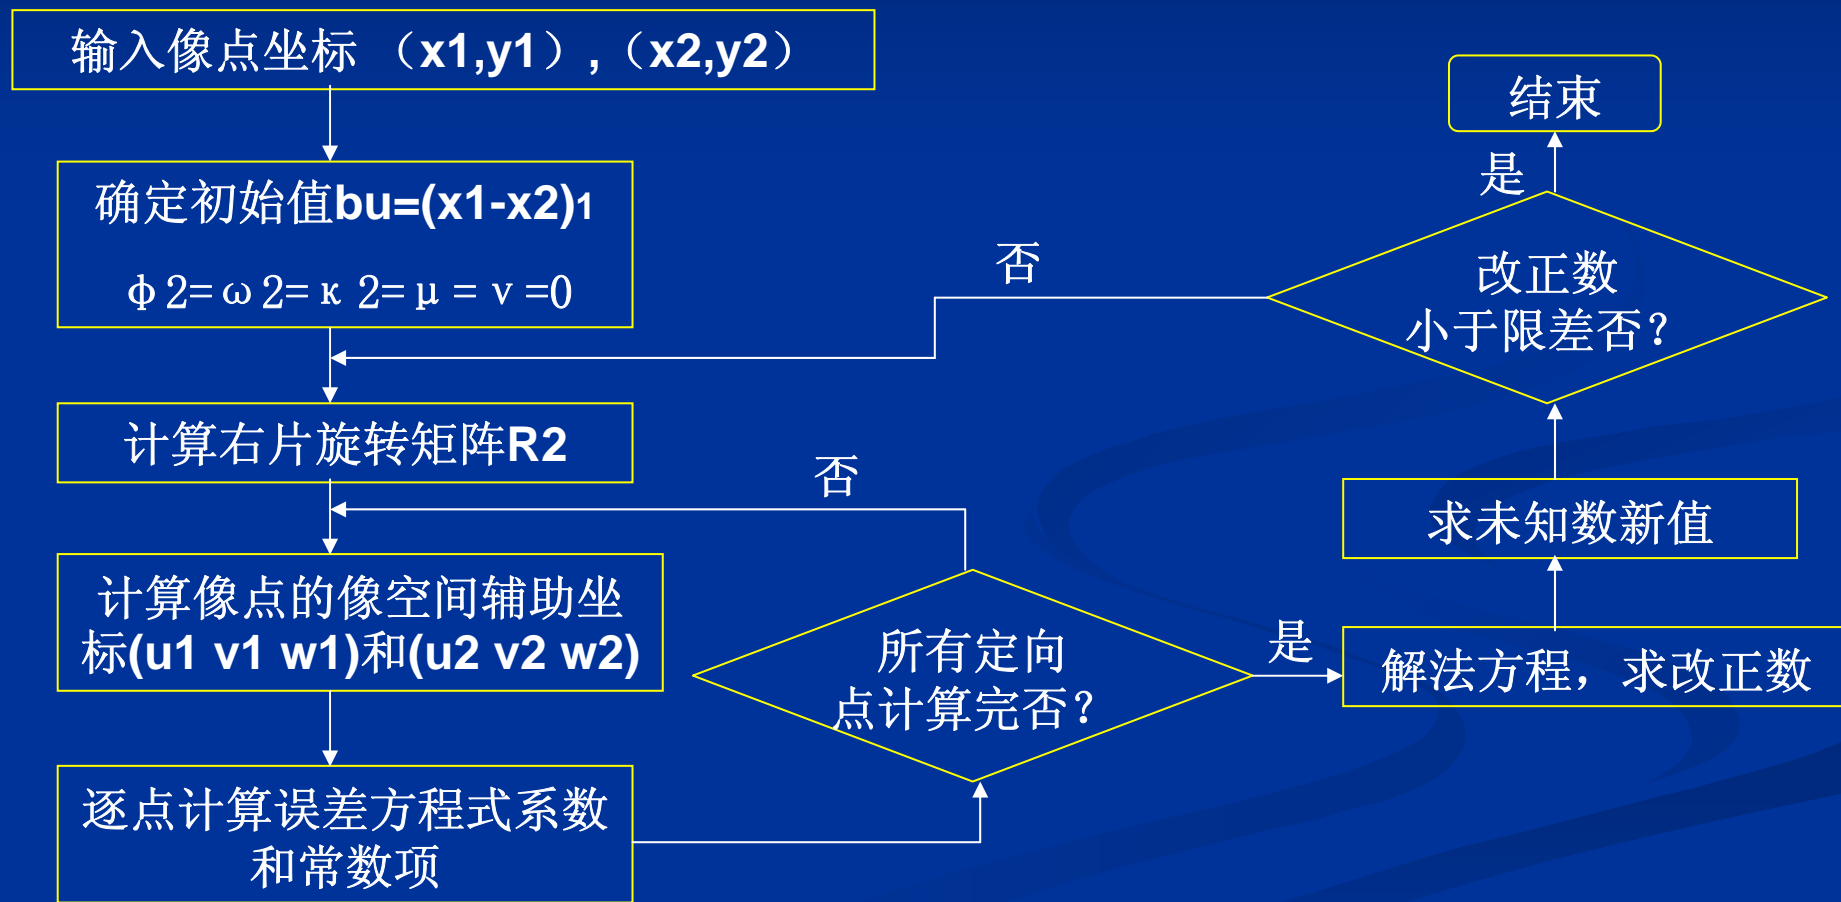 输入像点坐标 （x1,y1）,（x2,y2）
确定初始值bu=(x1-x2)1
φ2=ω2=κ2=μ=ν=0
计算右片旋转矩阵R2
计算像点的像空间辅助坐
标(u1 v1 w1)和(u2 v2 w2)
逐点计算误差方程式系数
和常数项
否
所有定向
点计算完否？
是
解法方程，求改正数
求未知数新值
改正数
小于限差否？
否
是
结束